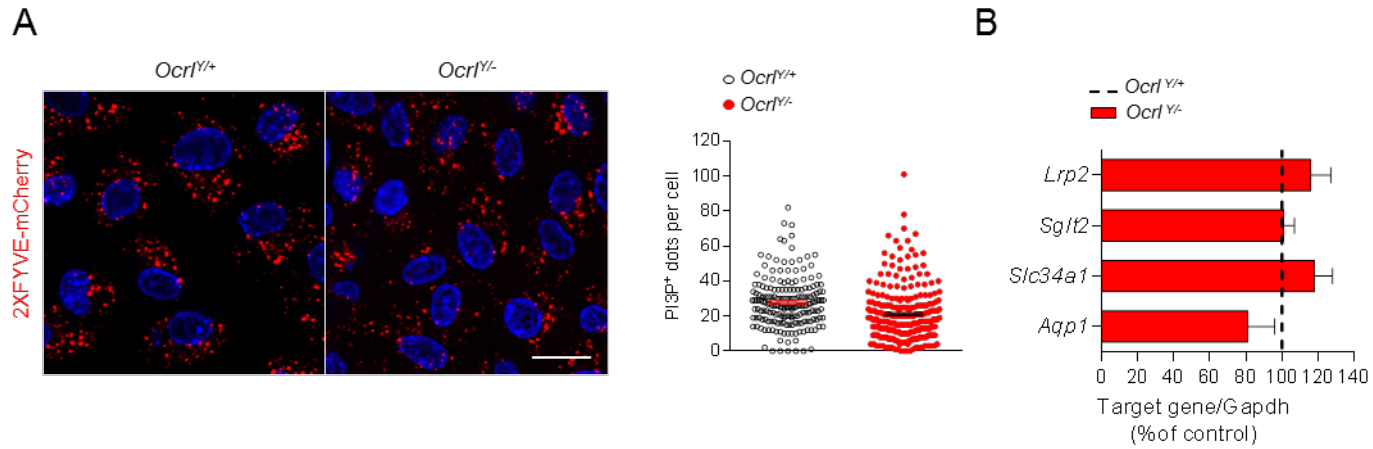 A
Ocrl^Y/+
Ocrl^Y/-
2XFYVE-mCherry
Ocrl^Y/+
Ocrl^Y/-
120
100
80
60
40
20
0
PI3P⁺ dots per cell
B
Ocrl ^Y/+
Ocrl ^Y/-
Lrp2
Sglt2
Slc34a1
Aqp1
0 20 40 60 80 100 120 140
Target gene/Gapdh
(%of control)